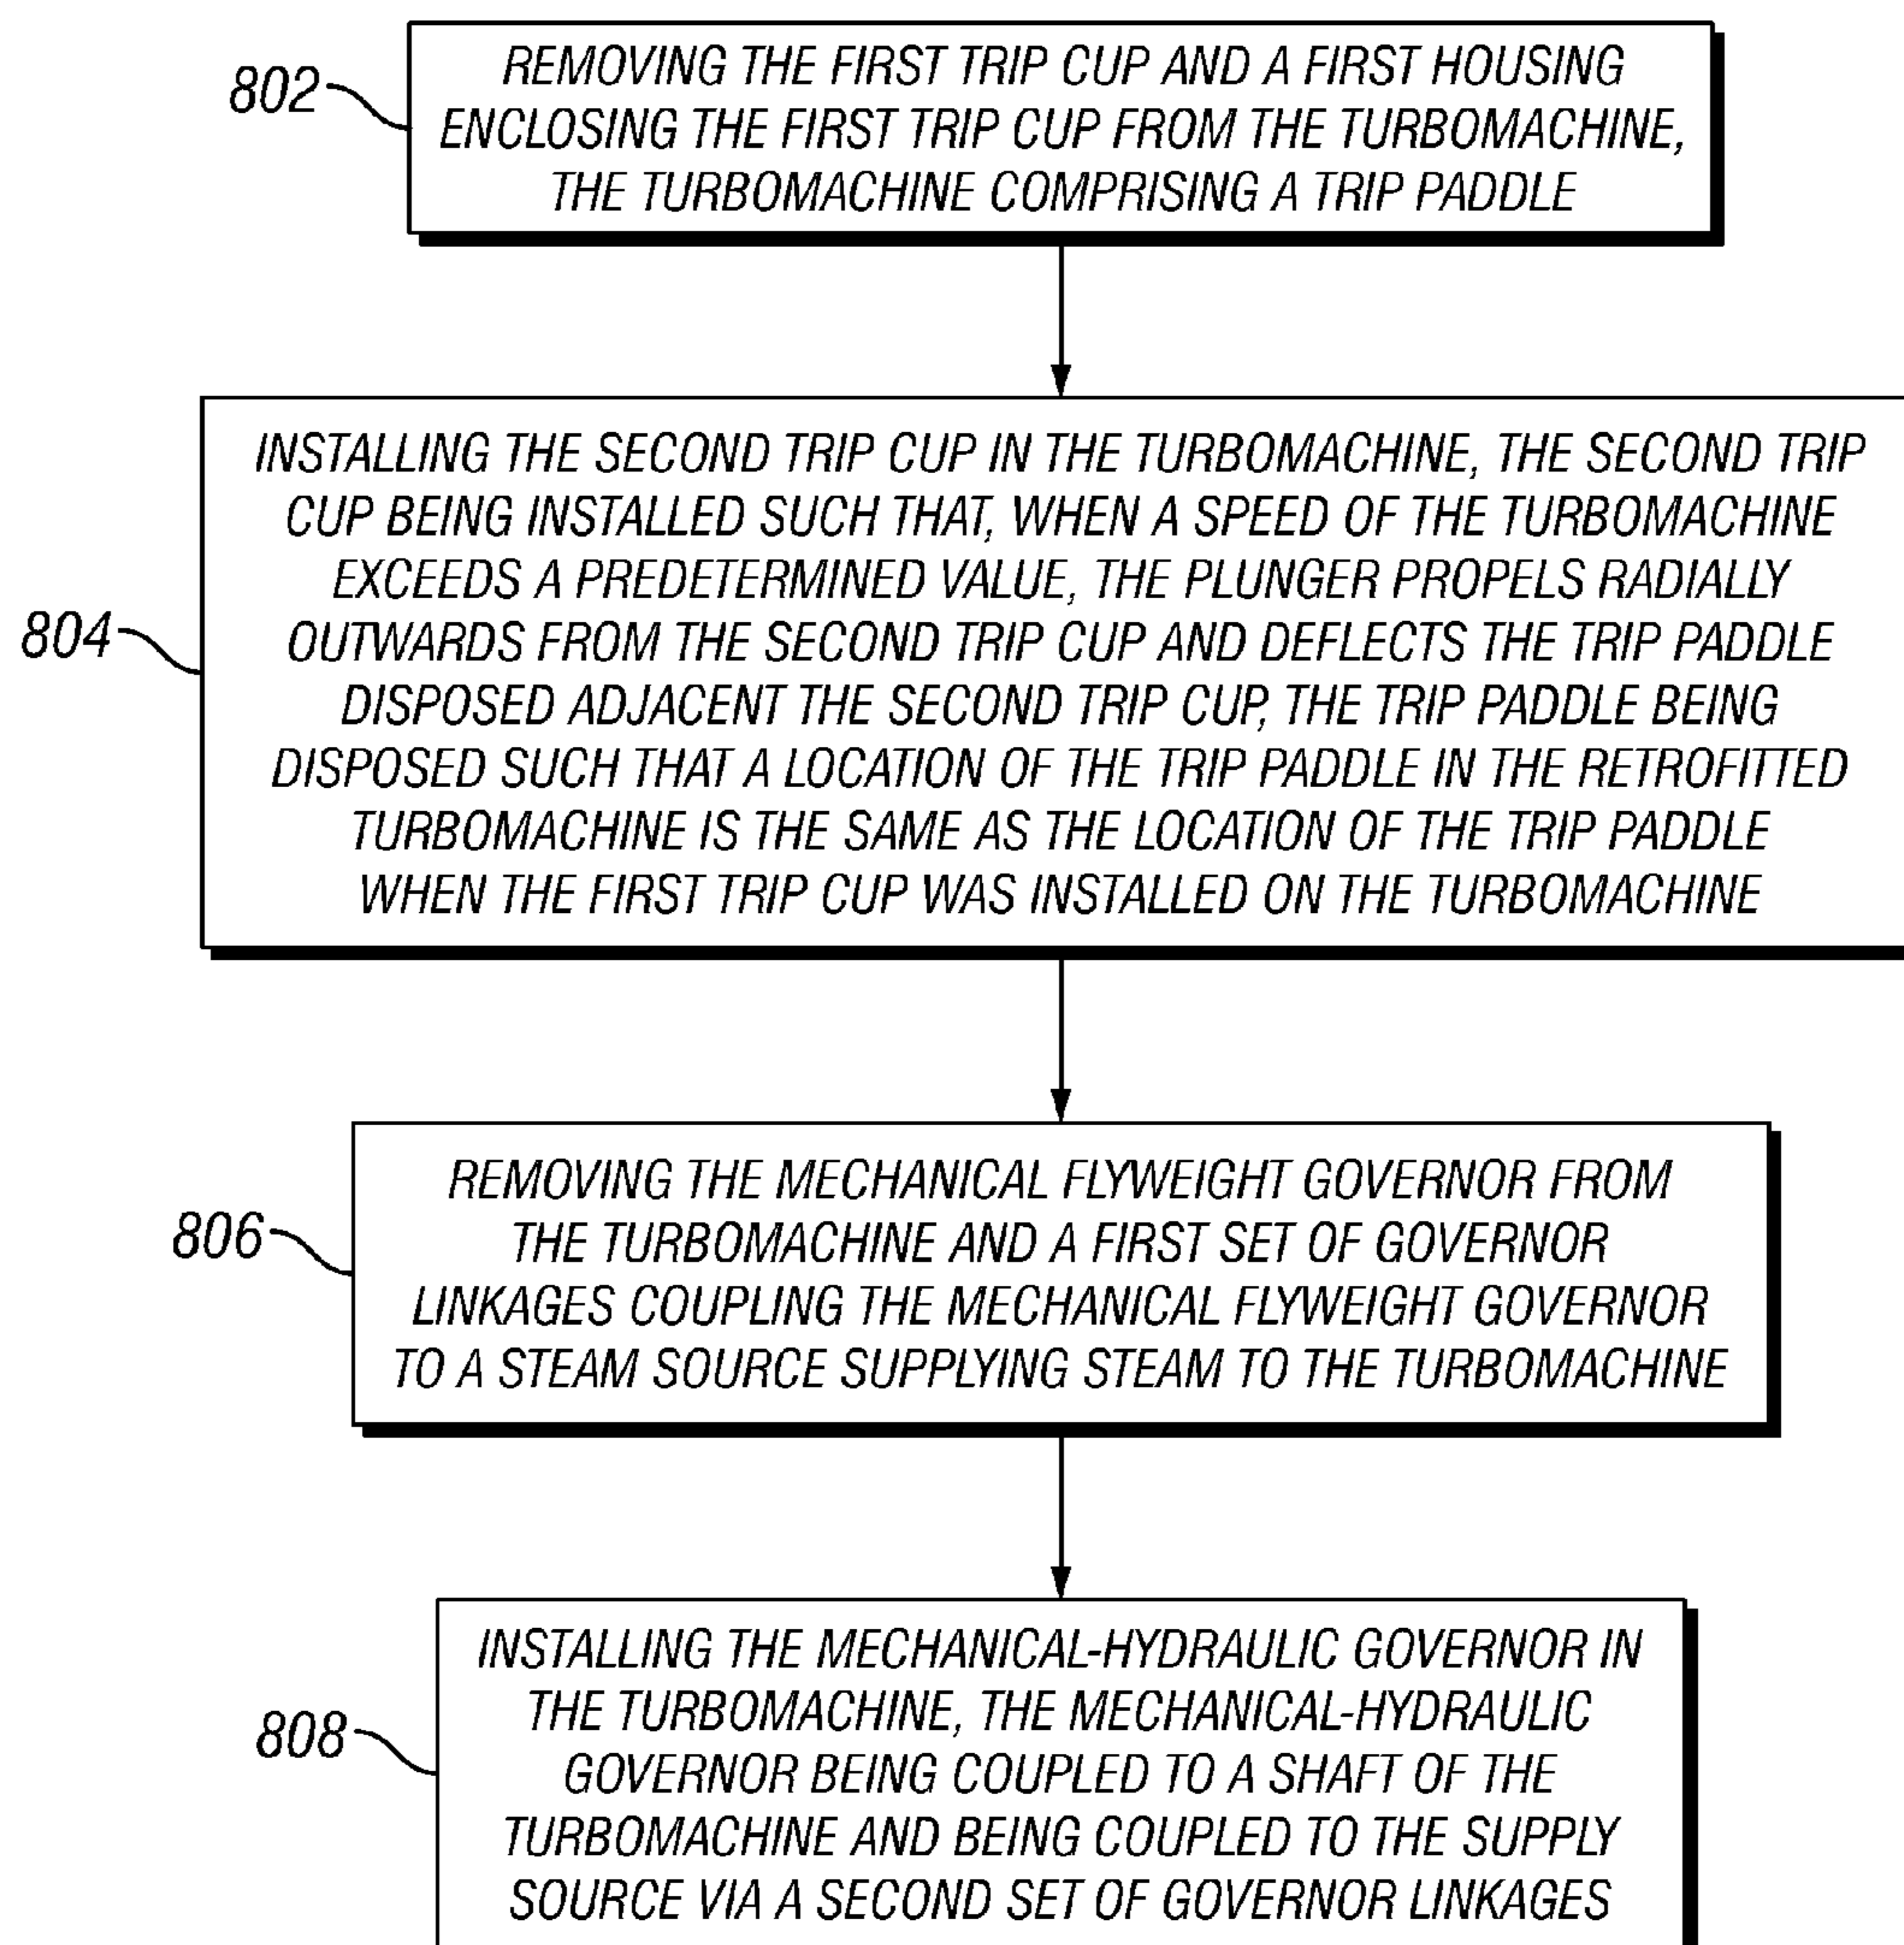 802
REMOVING THE FIRST TRIP CUP AND A FIRST HOUSING
ENCLOSING THE FIRST TRIP CUP FROM THE TURBOMACHINE,
THE TURBOMACHINE COMPRISING A TRIP PADDLE
804
INSTALLING THE SECOND TRIP CUP IN THE TURBOMACHINE, THE SECOND TRIP
CUP BEING INSTALLED SUCH THAT, WHEN A SPEED OF THE TURBOMACHINE
EXCEEDS A PREDETERMINED VALUE, THE PLUNGER PROPELS RADIALLY
OUTWARDS FROM THE SECOND TRIP CUP AND DEFLECTS THE TRIP PADDLE
DISPOSED ADJACENT THE SECOND TRIP CUP, THE TRIP PADDLE BEING
DISPOSED SUCH THAT A LOCATION OF THE TRIP PADDLE IN THE RETROFITTED
TURBOMACHINE IS THE SAME AS THE LOCATION OF THE TRIP PADDLE
WHEN THE FIRST TRIP CUP WAS INSTALLED ON THE TURBOMACHINE
806
REMOVING THE MECHANICAL FLYWEIGHT GOVERNOR FROM
THE TURBOMACHINE AND A FIRST SET OF GOVERNOR
LINKAGES COUPLING THE MECHANICAL FLYWEIGHT GOVERNOR
TO A STEAM SOURCE SUPPLYING STEAM TO THE TURBOMACHINE
808
INSTALLING THE MECHANICAL-HYDRAULIC GOVERNOR IN
THE TURBOMACHINE, THE MECHANICAL-HYDRAULIC
GOVERNOR BEING COUPLED TO A SHAFT OF THE
TURBOMACHINE AND BEING COUPLED TO THE SUPPLY
SOURCE VIA A SECOND SET OF GOVERNOR LINKAGES